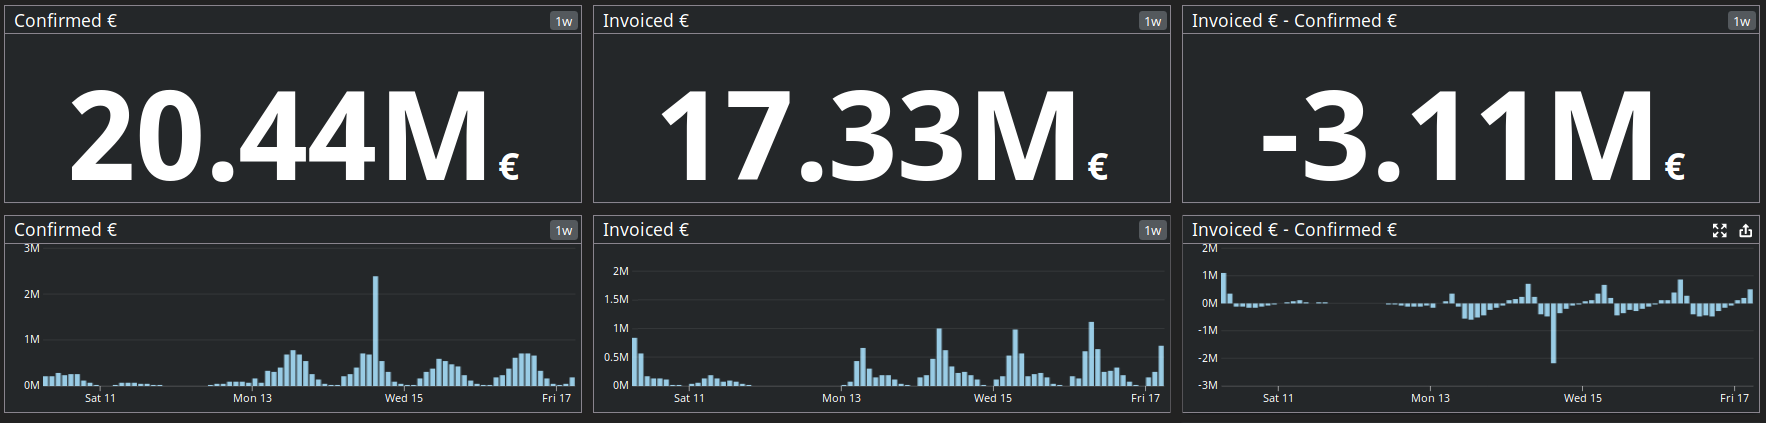 Confirmed €
1w
20.44M €
Invoiced €
1w
17.33M €
Invoiced € - Confirmed €
1w
-3.11M €
Confirmed €
1w
3M
2M
1M
0M
Sat 11 Mon 13 Wed 15 Fri 17
Invoiced €
1w
2M
1.5M
1M
0.5M
0M
Sat 11 Mon 13 Wed 15 Fri 17
Invoiced € - Confirmed €
2M
1M
0M
-1M
-2M
-3M
Sat 11 Mon 13 Wed 15 Fri 17